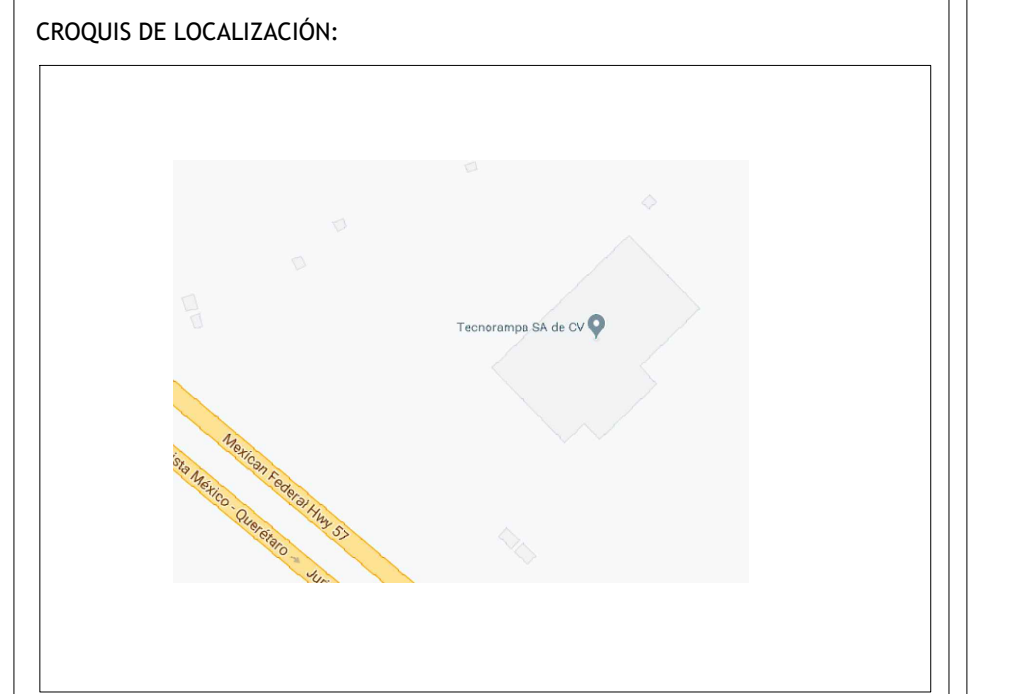 CROQUIS DE LOCALIZACIÓN:
Tecnorampa SA de CV
Mexican Federal Hwy 57
ista México - Querétaro